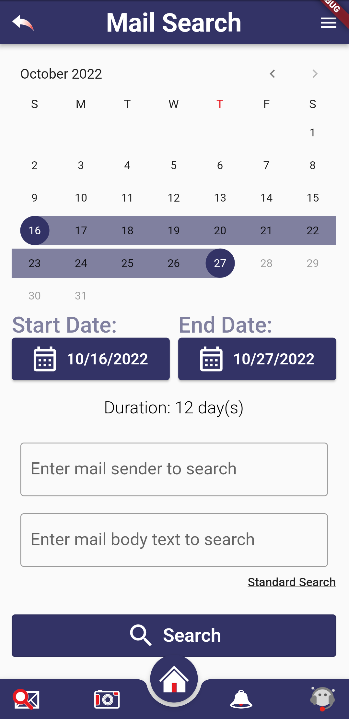 Mail Search
October 2022
S M T W T F S
1
2 3 4 5 6 7 8
9 10 11 12 13 14 15
16 17 18 19 20 21 22
23 24 25 26 27 28 29
30 31
Start Date: End Date:
10/16/2022 10/27/2022
Duration: 12 day(s)
Enter mail sender to search
Enter mail body text to search
Standard Search
Search